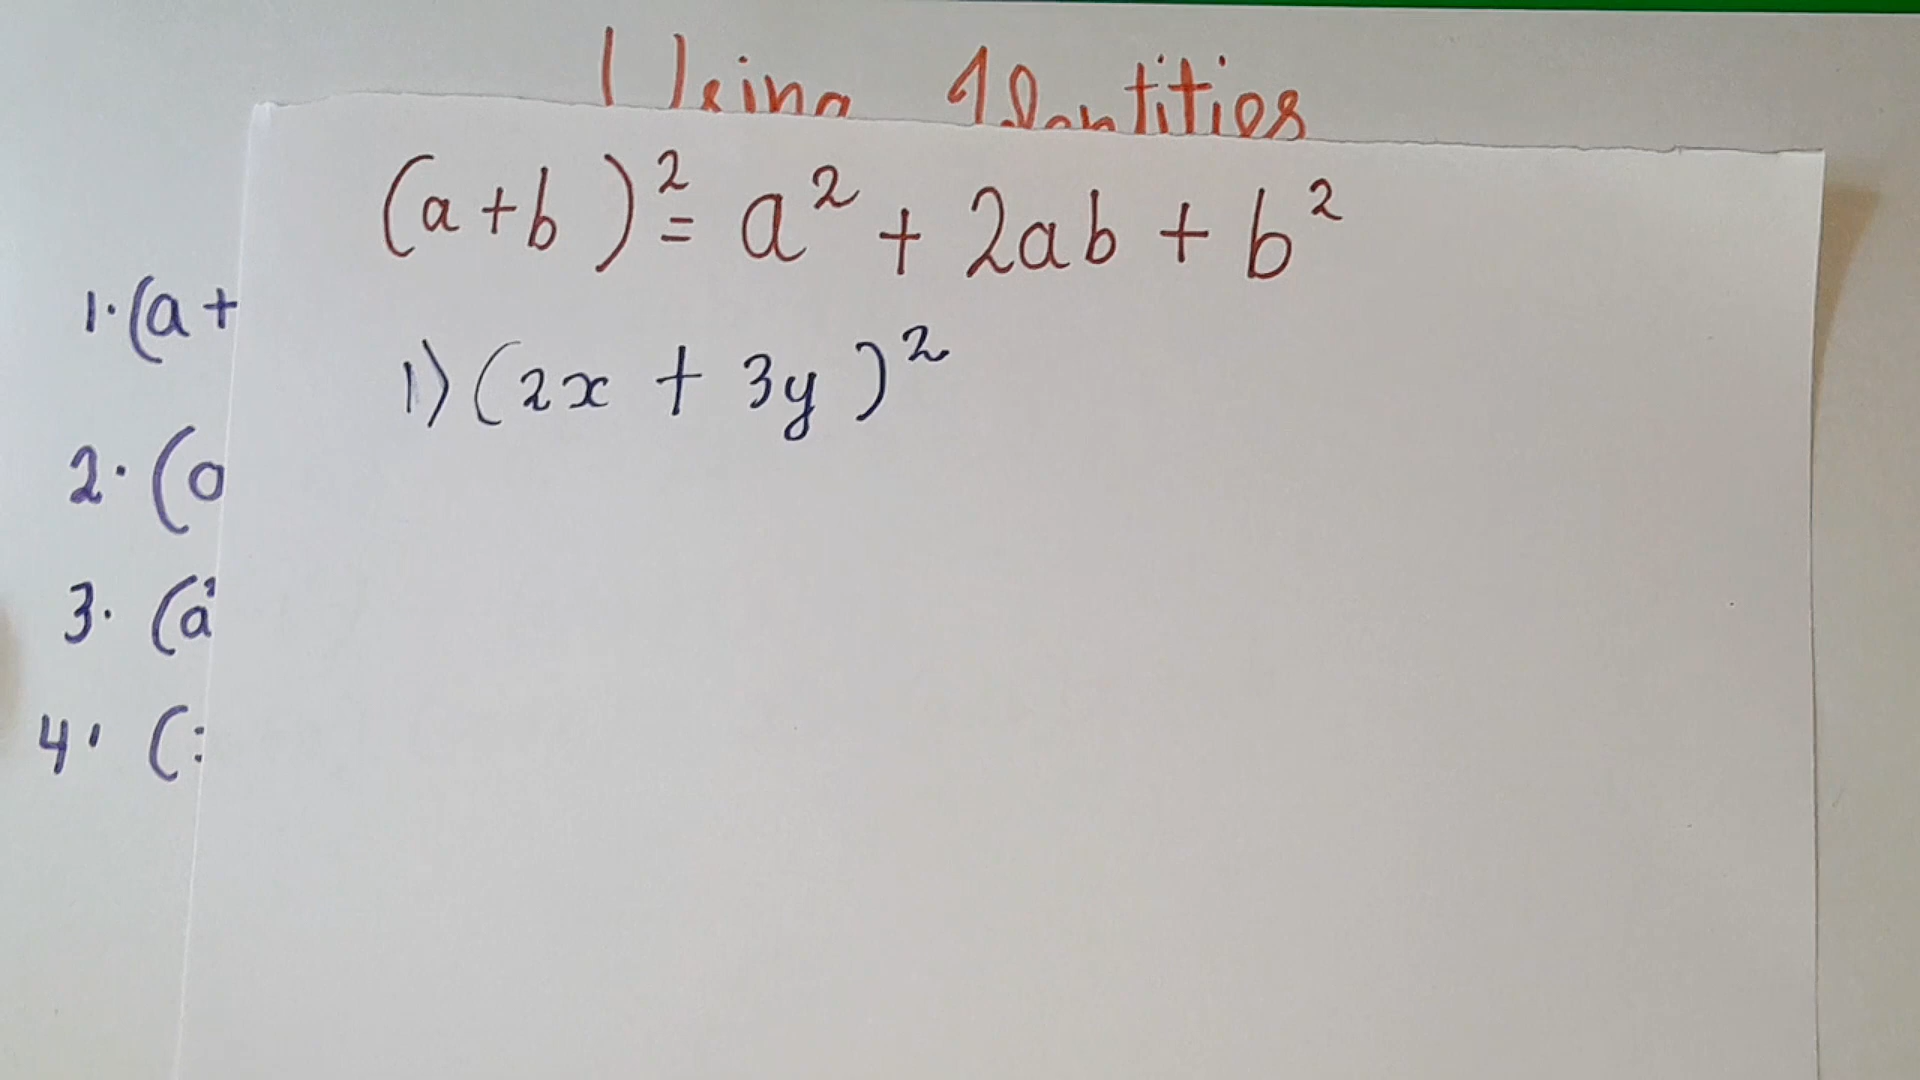 Using Identities
(a+b)² = a² + 2ab + b²
1) (2x + 3y)²
1. (a +
2. (a
3. (a
4. (